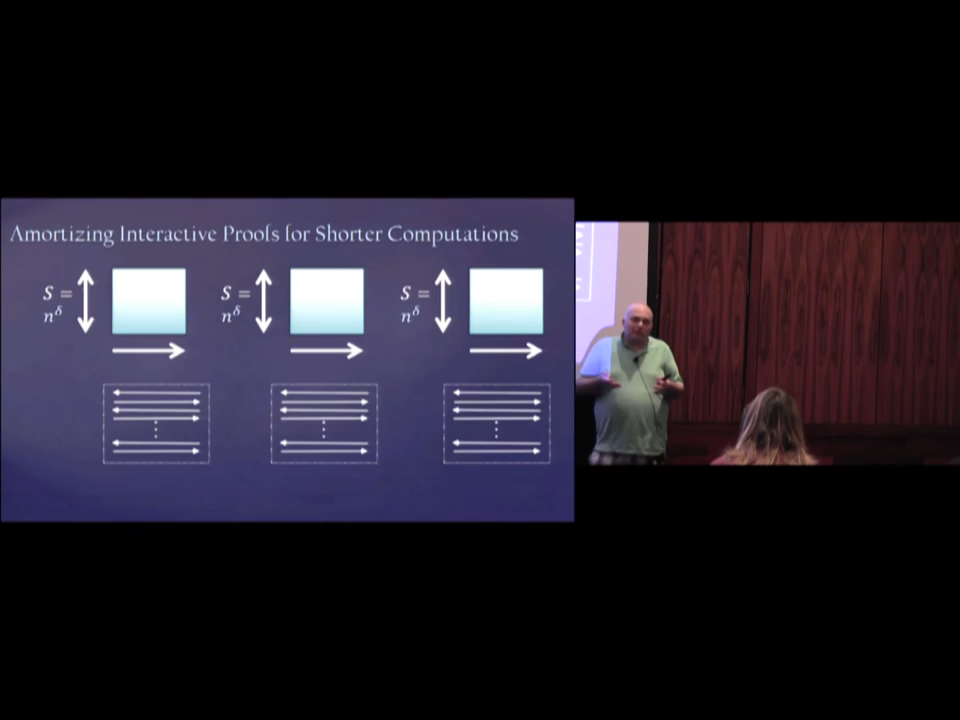 Amortizing Interactive Proofs for Shorter Computations
S = n^δ
S = n^δ
S = n^δ